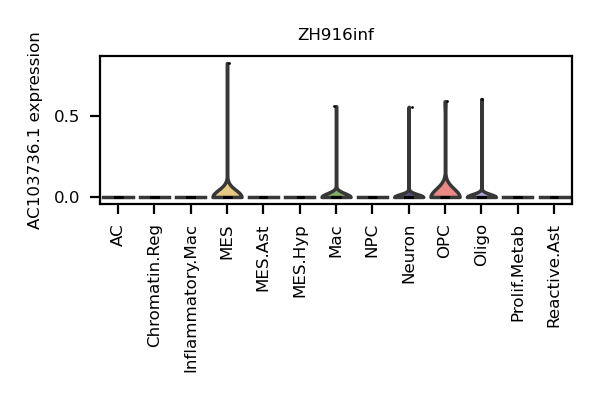 ZH916inf
AC103736.1 expression
0.5
0.0
AC
Chromatin.Reg
Inflammatory.Mac
MES
MES.Ast
MES.Hyp
Mac
NPC
Neuron
OPC
Oligo
Prolif.Metab
Reactive.Ast